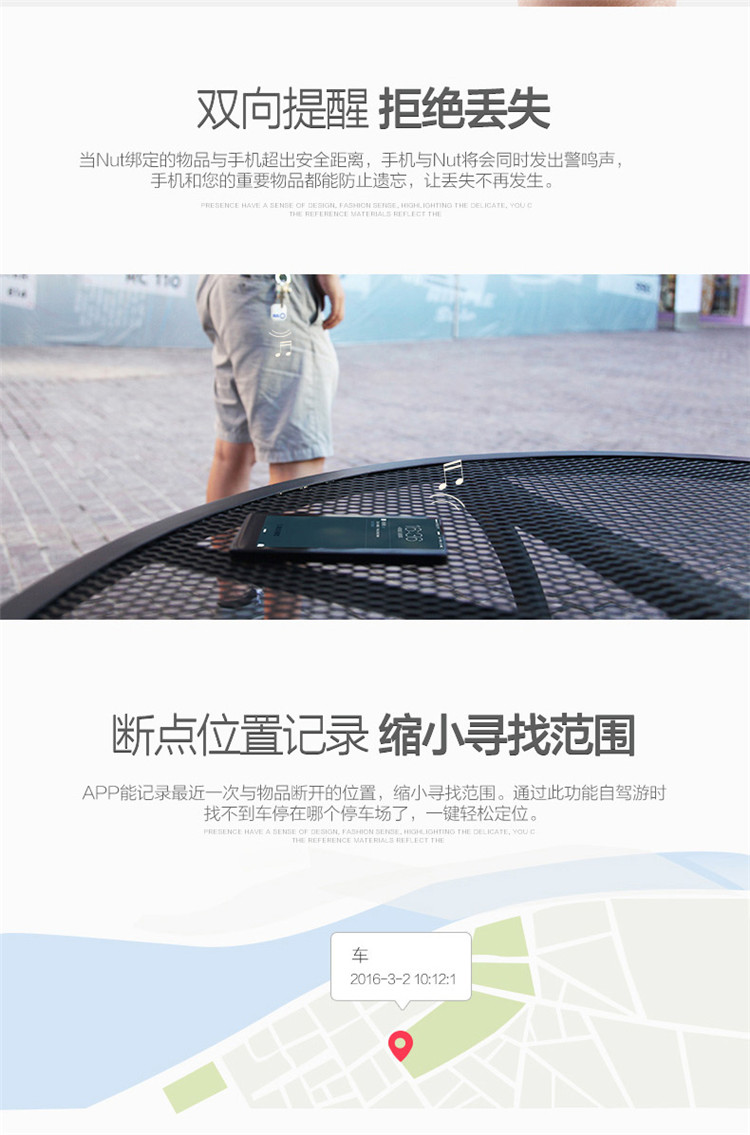 双向提醒 拒绝丢失
当Nut绑定的物品与手机超出安全距离，手机与Nut将会同时发出警鸣声，
手机和您的重要物品都能防止遗忘，让丢失不再发生。
PRESENCE HAVE A SENSE OF DESIGN, FASHION SENSE, HIGHLIGHTING THE DELICATE, YOU C
THE REFERENCE MATERIALS REFLECT THE
断点位置记录 缩小寻找范围
APP能记录最近一次与物品断开的位置，缩小寻找范围。通过此功能自驾游时
找不到车停在哪个停车场了，一键轻松定位。
PRESENCE HAVE A SENSE OF DESIGN, FASHION SENSE, HIGHLIGHTING THE DELICATE, YOU C
THE REFERENCE MATERIALS REFLECT THE
车
2016-3-2 10:12:1